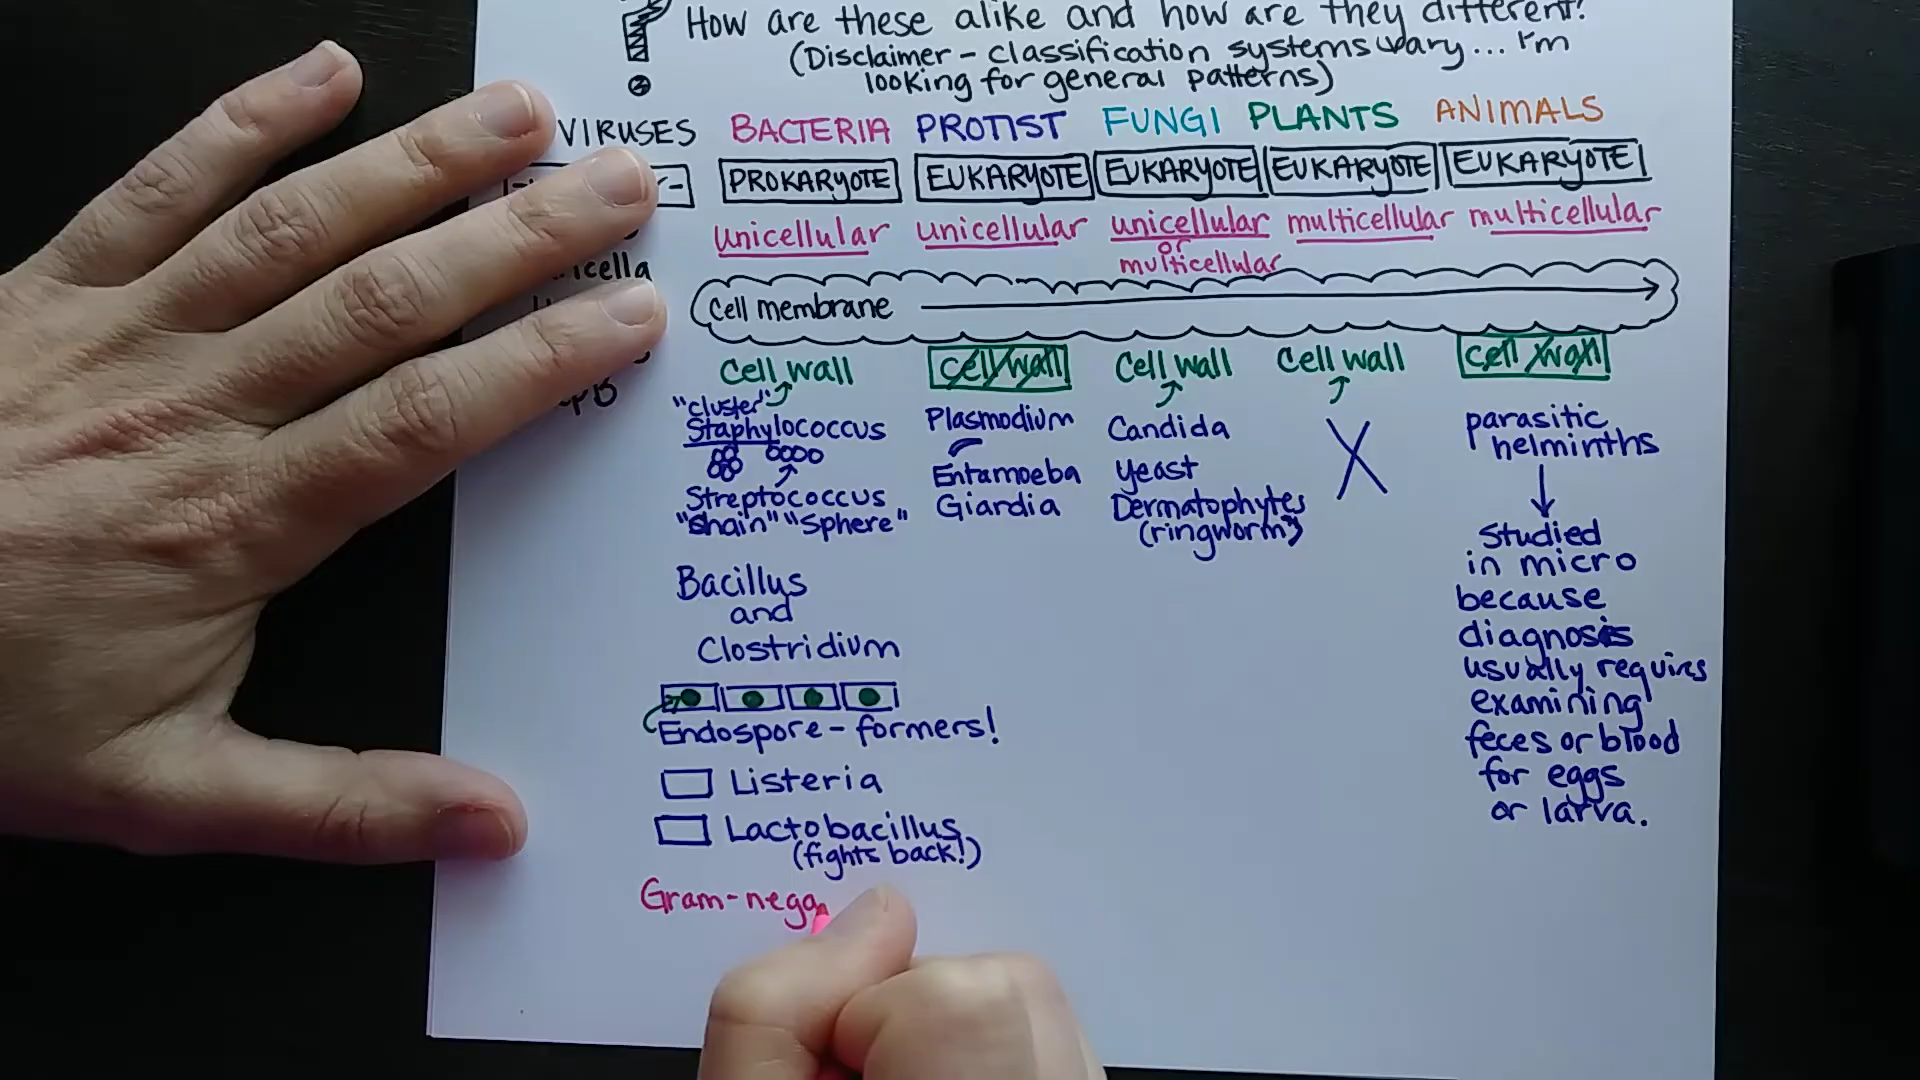 How are these alike and how are they different?
(Disclaimer - classification systems vary... I'm
looking for general patterns)
VIRUSES BACTERIA PROTIST FUNGI PLANTS ANIMALS
PROKARYOTE EUKARYOTE EUKARYOTE EUKARYOTE EUKARYOTE
unicellular unicellular unicellular multicellular multicellular
or
multicellular
Cell membrane
Cell wall cell wall Cell wall Cell wall cell wall
"cluster"
Staphylococcus
Streptococcus
"chain" "sphere"
Bacillus
and
Clostridium
Endospore-formers!
Listeria
Lactobacillus
(fights back!)
Gram-nega
Plasmodium
Entamoeba
Giardia
Candida
Yeast
Dermatophytes
(ringworm)
X
parasitic
helminths
Studied
in micro
because
diagnosis
usually requires
examining
feces or blood
for eggs
or larva.